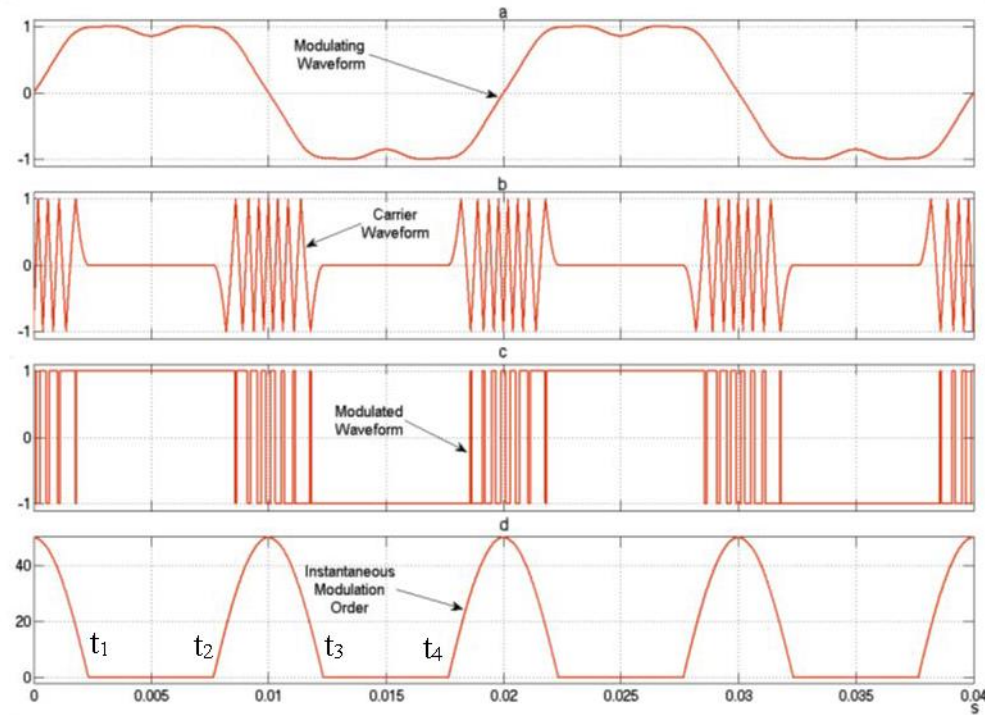 a
1
0
-1
Modulating
Waveform
b
1
0
-1
Carrier
Waveform
c
1
0
-1
Modulated
Waveform
d
40
20
0
Instantaneous
Modulation
Order
t₁ t₂ t₃ t₄
0 0.005 0.01 0.015 0.02 0.025 0.03 0.035 0.04
s